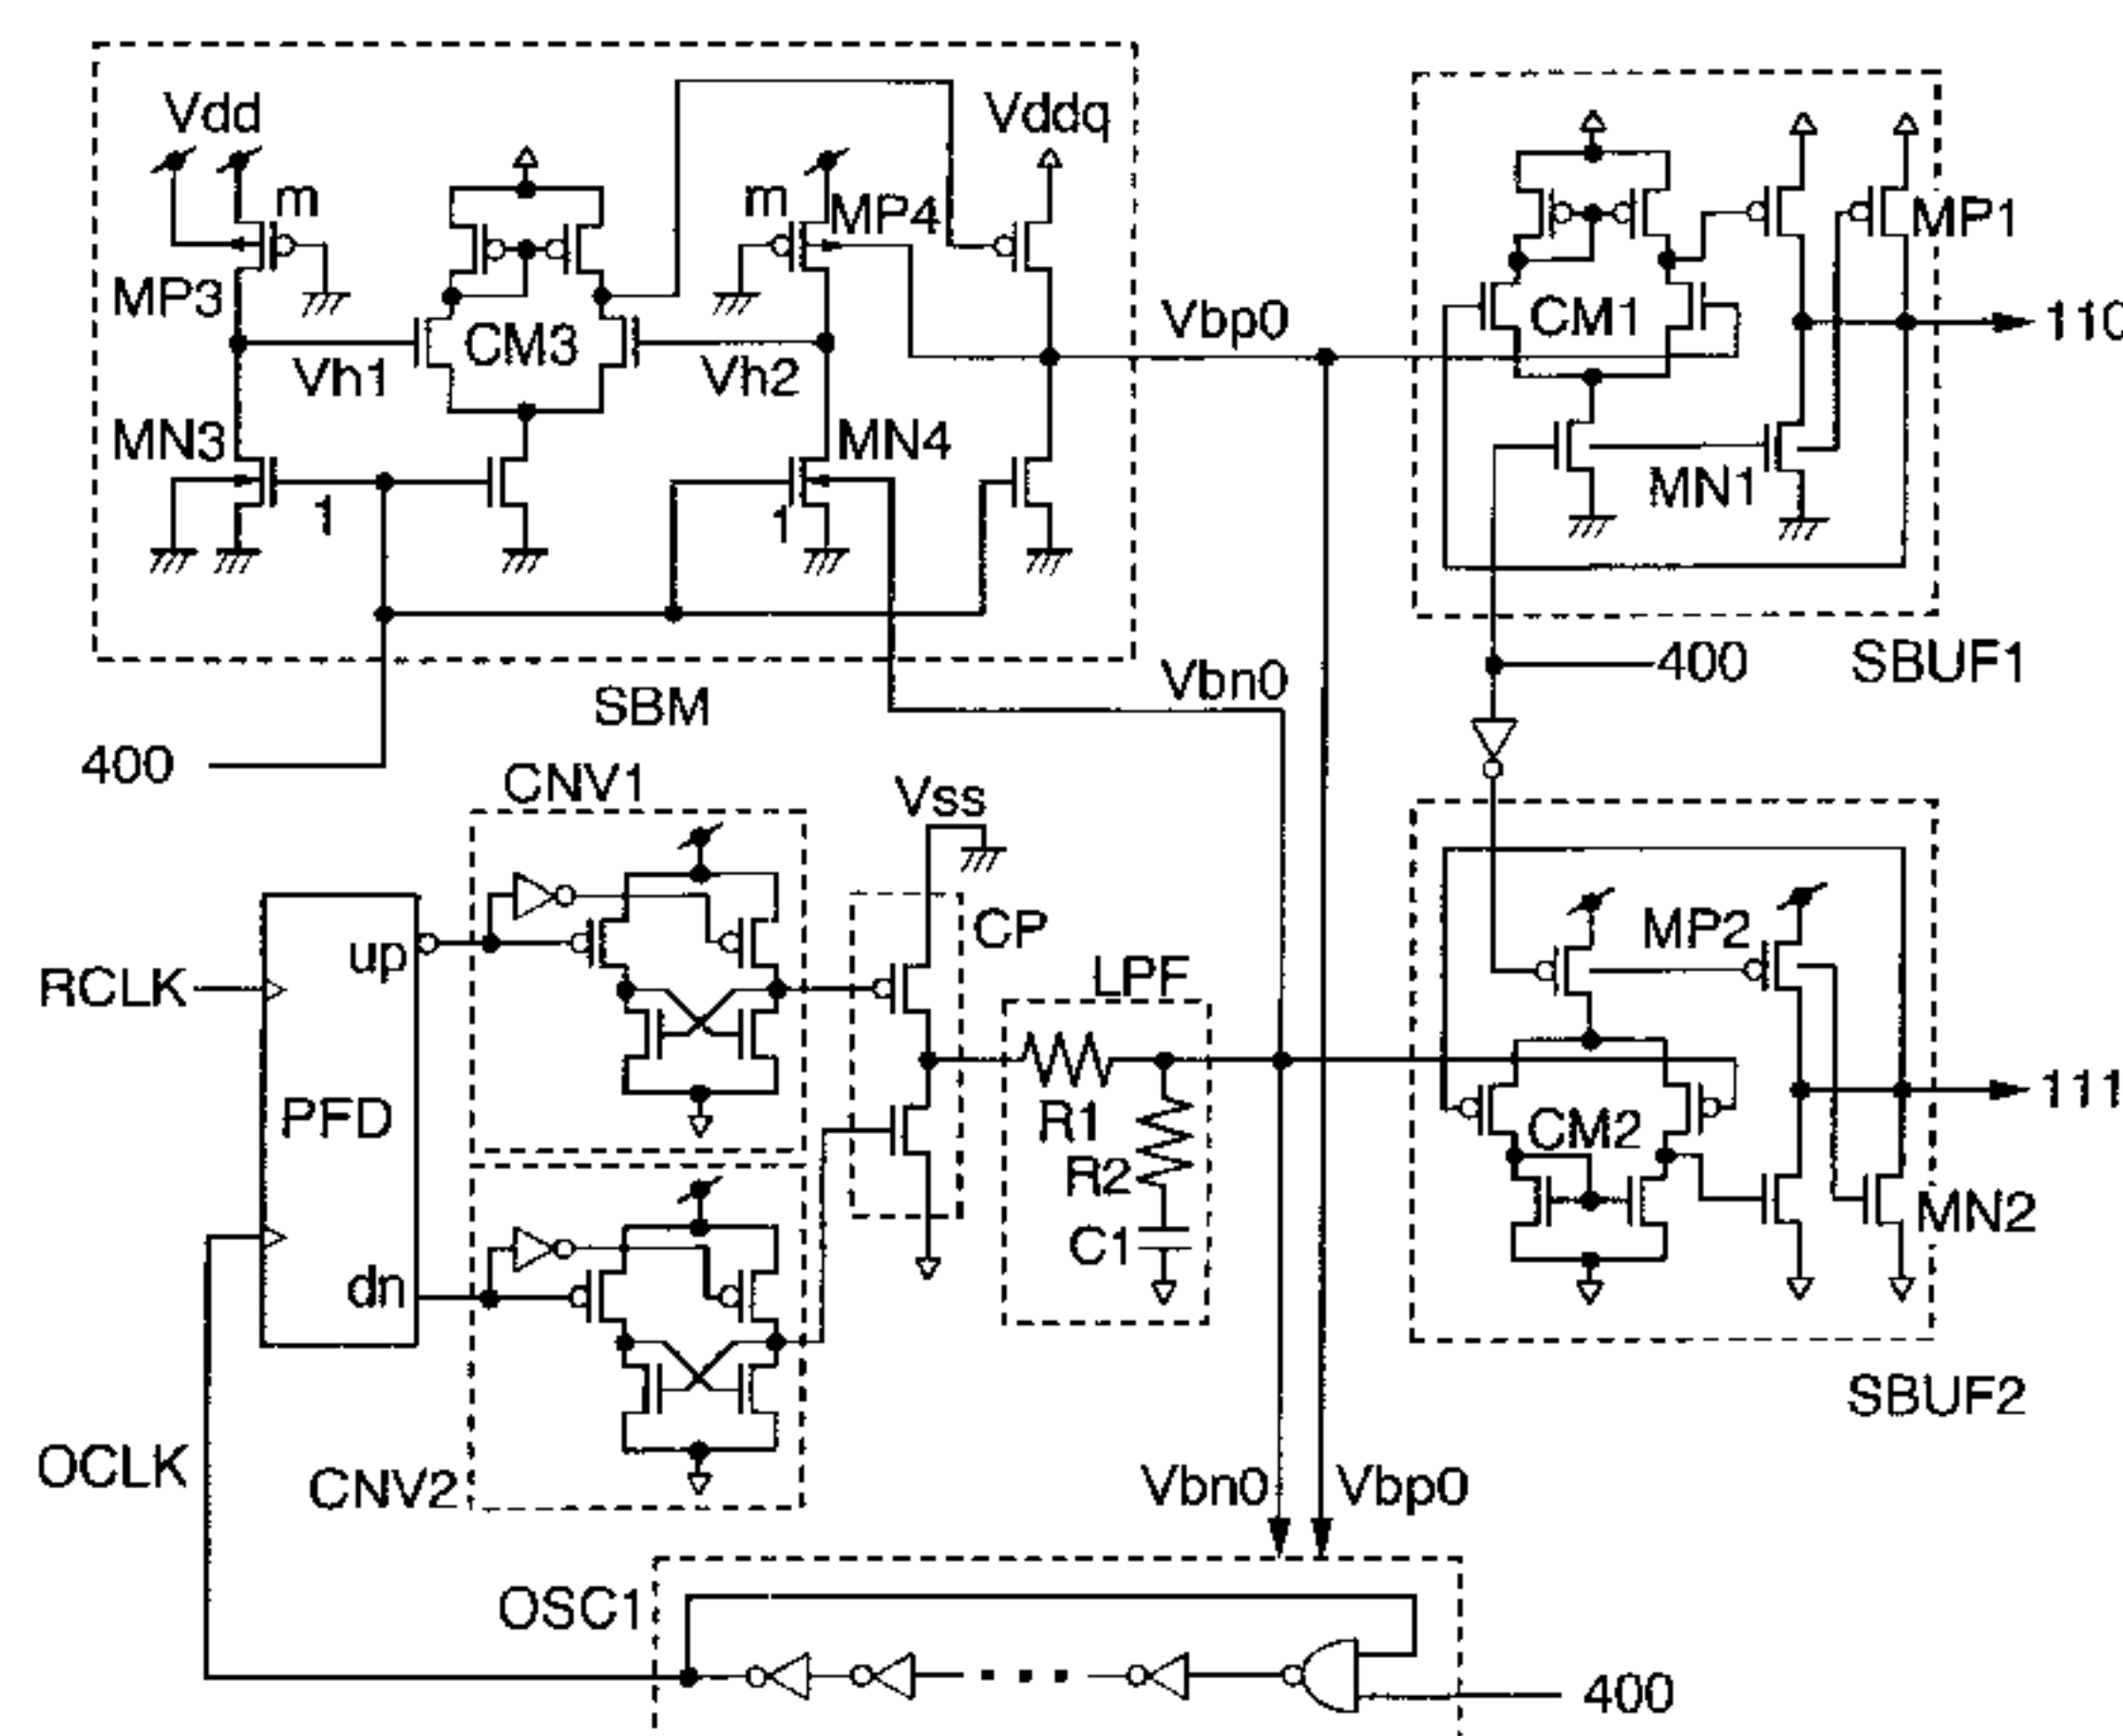 Vdd
Vddq
m
m
MP4
MP1
MP3
CM3
Vbp0
CM1
110
Vh1
Vh2
MN3
MN4
MN1
1
1
Vbn0
400
SBUF1
SBM
400
CNV1
Vss
CP
MP2
up
LPF
RCLK
PFD
R1
CM2
111
R2
MN2
C1
dn
SBUF2
OCLK
CNV2
Vbn0
Vbp0
OSC1
400